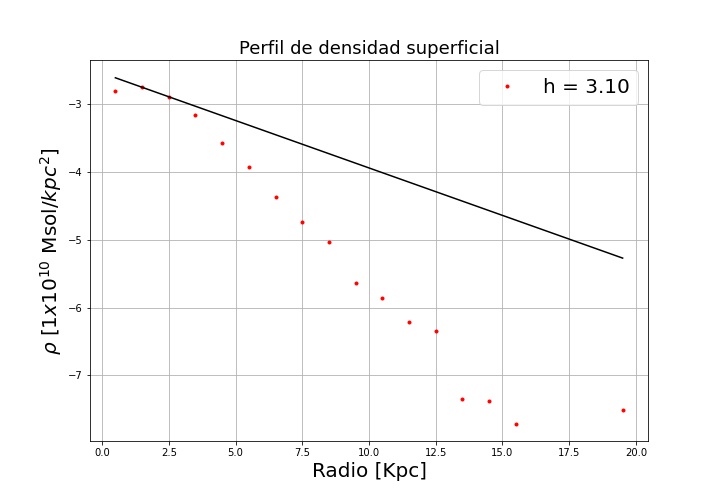 Perfil de densidad superficial
h = 3.10
ρ [1x10^{10} Msol/kpc^2]
−3
−4
−5
−6
−7
0.0 2.5 5.0 7.5 10.0 12.5 15.0 17.5 20.0
Radio [Kpc]